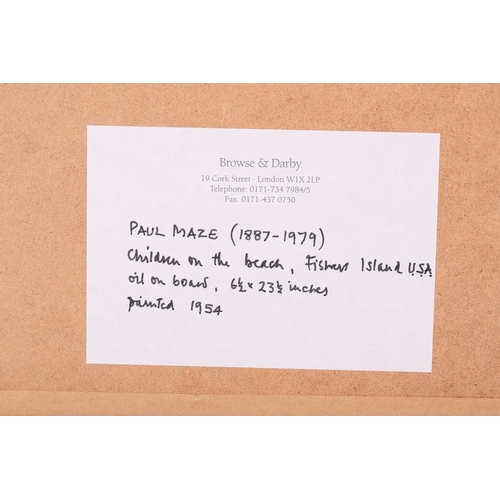 Browse & Darby
19 Cork Street · London W1X 2LP
Telephone: 0171-734 7984/5
Fax: 0171-437 0750
PAUL MAZE (1887-1979)
Children on the beach, Fishers Island U.S.A
oil on board, 6½ x 23½ inches
painted 1954